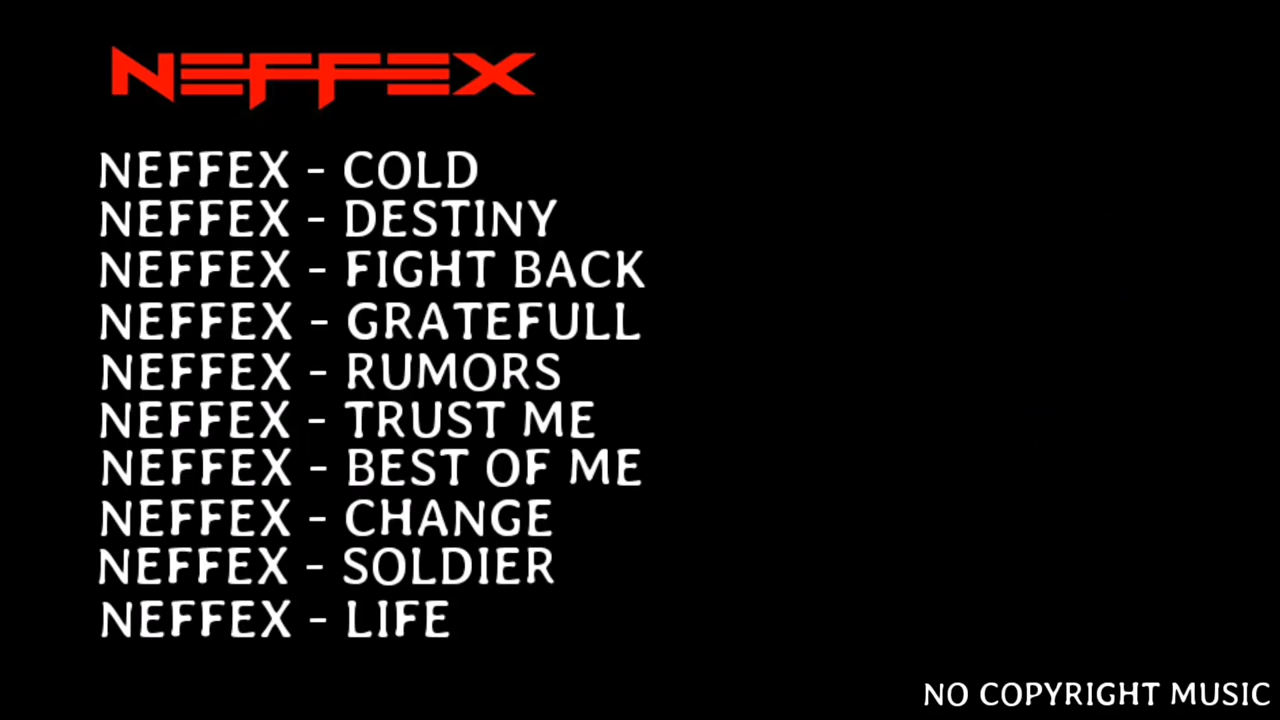 NEFFEX
NEFFEX - COLD
NEFFEX - DESTINY
NEFFEX - FIGHT BACK
NEFFEX - GRATEFULL
NEFFEX - RUMORS
NEFFEX - TRUST ME
NEFFEX - BEST OF ME
NEFFEX - CHANGE
NEFFEX - SOLDIER
NEFFEX - LIFE
NO COPYRIGHT MUSIC